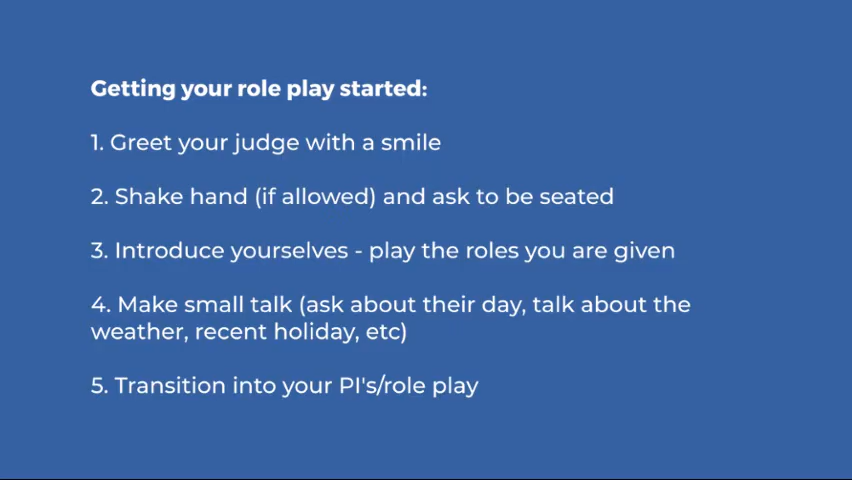 Getting your role play started:
1. Greet your judge with a smile
2. Shake hand (if allowed) and ask to be seated
3. Introduce yourselves - play the roles you are given
4. Make small talk (ask about their day, talk about the
weather, recent holiday, etc)
5. Transition into your PI's/role play